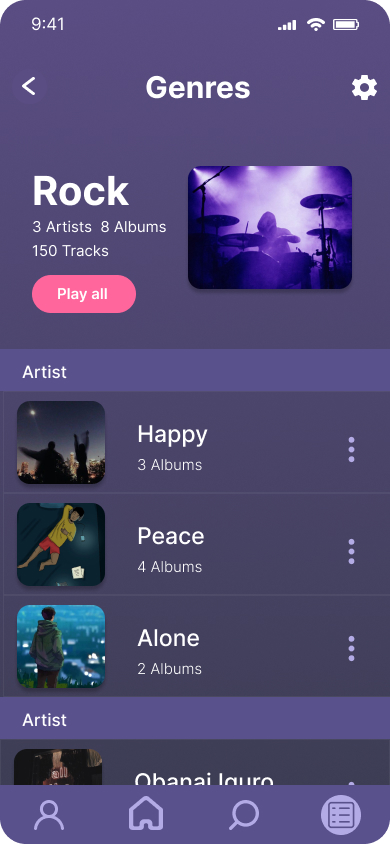 9:41
Genres
Rock
3 Artists 8 Albums
150 Tracks
Play all
Artist
Happy
3 Albums
Peace
4 Albums
Alone
2 Albums
Artist
Obanai Iguro